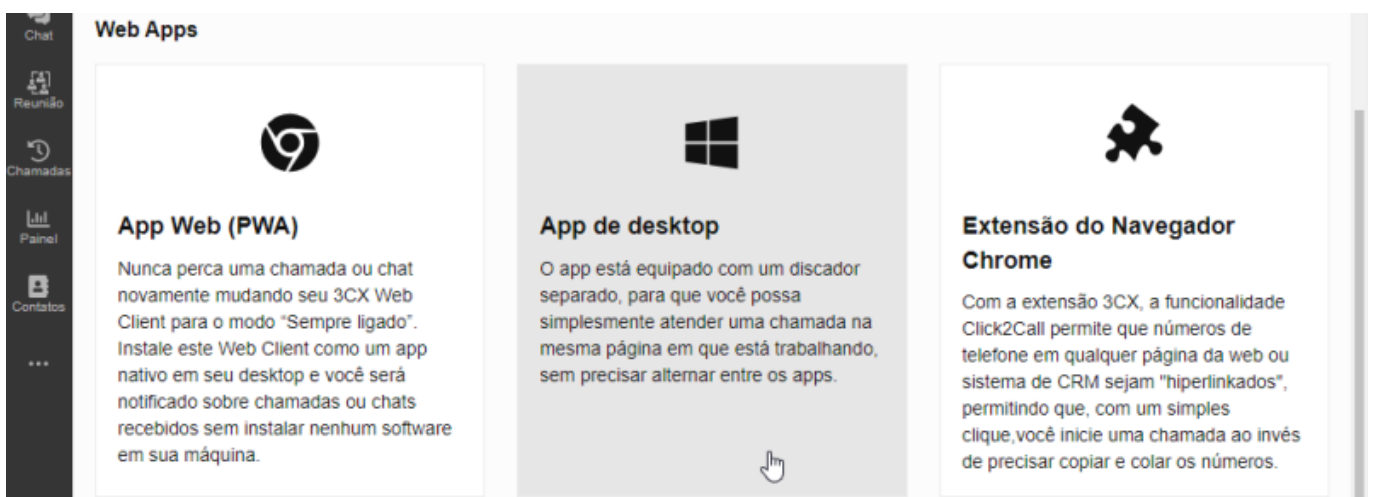 Chat
Reunião
Chamadas
Painel
Contatos
Web Apps
App Web (PWA)
Nunca perca uma chamada ou chat
novamente mudando seu 3CX Web
Client para o modo “Sempre ligado”.
Instale este Web Client como um app
nativo em seu desktop e você será
notificado sobre chamadas ou chats
recebidos sem instalar nenhum software
em sua máquina.
App de desktop
O app está equipado com um discador
separado, para que você possa
simplesmente atender uma chamada na
mesma página em que está trabalhando,
sem precisar alternar entre os apps.
Extensão do Navegador
Chrome
Com a extensão 3CX, a funcionalidade
Click2Call permite que números de
telefone em qualquer página da web ou
sistema de CRM sejam "hiperlinkados",
permitindo que, com um simples
clique,você inicie uma chamada ao invés
de precisar copiar e colar os números.